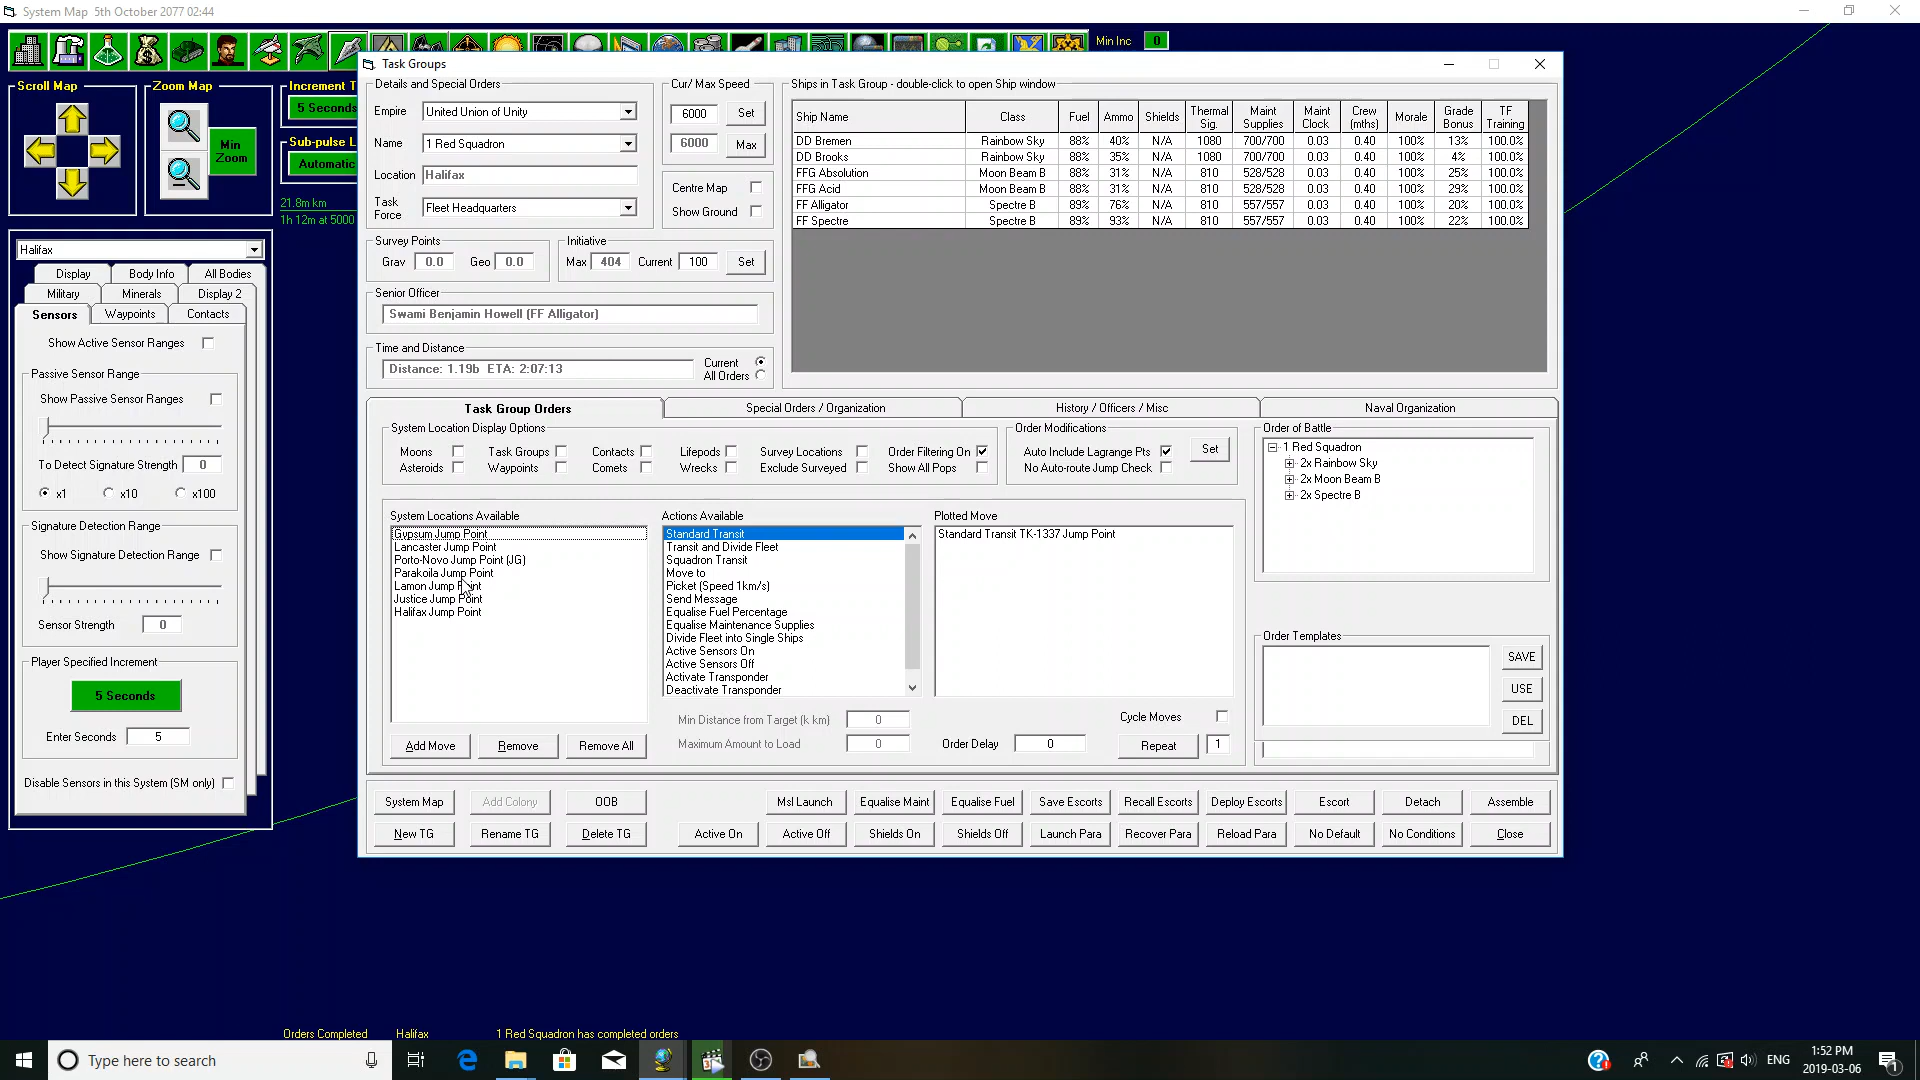 System Map 5th October 2077 02:44
Min Inc 0
Scroll Map
Zoom Map
Min Zoom
Increment T
5 Seconds
Sub-pulse L
Automatic
21.8m km
1h 12m at 5000
Halifax
Display
Body Info
All Bodies
Military
Minerals
Display 2
Sensors
Waypoints
Contacts
Show Active Sensor Ranges
Passive Sensor Range
Show Passive Sensor Ranges
To Detect Signature Strength 0
x1 x10 x100
Signature Detection Range
Show Signature Detection Range
Sensor Strength 0
Player Specified Increment
5 Seconds
Enter Seconds 5
Disable Sensors in this System (SM only)
Task Groups
Details and Special Orders
Empire United Union of Unity
Name 1 Red Squadron
Location Halifax
Task Force Fleet Headquarters
Cur/ Max Speed
6000 Set
6000 Max
Centre Map
Show Ground
Survey Points
Grav 0.0 Geo 0.0
Initiative
Max 404 Current 100 Set
Senior Officer
Swami Benjamin Howell (FF Alligator)
Time and Distance
Distance: 1.19b ETA: 2:07:13
Current
All Orders
Ships in Task Group - double-click to open Ship window
Ship Name Class Fuel Ammo Shields Thermal Sig. Maint Supplies Maint Clock Crew (mths) Morale Grade Bonus TF Training
DD Bremen Rainbow Sky 88% 40% N/A 1080 700/700 0.03 0.40 100% 13% 100.0%
DD Brooks Rainbow Sky 88% 35% N/A 1080 700/700 0.03 0.40 100% 4% 100.0%
FFG Absolution Moon Beam B 88% 31% N/A 810 528/528 0.03 0.40 100% 25% 100.0%
FFG Acid Moon Beam B 88% 31% N/A 810 528/528 0.03 0.40 100% 29% 100.0%
FF Alligator Spectre B 89% 76% N/A 810 557/557 0.03 0.40 100% 20% 100.0%
FF Spectre Spectre B 89% 93% N/A 810 557/557 0.03 0.40 100% 22% 100.0%
Task Group Orders
Special Orders / Organization
History / Officers / Misc
Naval Organization
System Location Display Options
Moons Task Groups Contacts Lifepods Survey Locations Order Filtering On
Asteroids Waypoints Comets Wrecks Exclude Surveyed Show All Pops
Order Modifications
Auto Include Lagrange Pts
No Auto-route Jump Check
Set
Order of Battle
1 Red Squadron
2x Rainbow Sky
2x Moon Beam B
2x Spectre B
System Locations Available
Gypsum Jump Point
Lancaster Jump Point
Porto-Novo Jump Point (JG)
Parakoila Jump Point
Lamon Jump Point
Justice Jump Point
Halifax Jump Point
Actions Available
Standard Transit
Transit and Divide Fleet
Squadron Transit
Move to
Picket (Speed 1km/s)
Send Message
Equalise Fuel Percentage
Equalise Maintenance Supplies
Divide Fleet into Single Ships
Active Sensors On
Active Sensors Off
Activate Transponder
Deactivate Transponder
Plotted Move
Standard Transit TK-1337 Jump Point
Order Templates
SAVE
USE
DEL
Min Distance from Target (k km) 0
Maximum Amount to Load 0
Cycle Moves
Order Delay 0
Repeat 1
Add Move
Remove
Remove All
System Map
Add Colony
OOB
Msl Launch
Equalise Maint
Equalise Fuel
Save Escorts
Recall Escorts
Deploy Escorts
Escort
Detach
Assemble
New TG
Rename TG
Delete TG
Active On
Active Off
Shields On
Shields Off
Launch Para
Recover Para
Reload Para
No Default
No Conditions
Close
Orders Completed Halifax 1 Red Squadron has completed orders
Type here to search
ENG
1:52 PM
2019-03-06
1